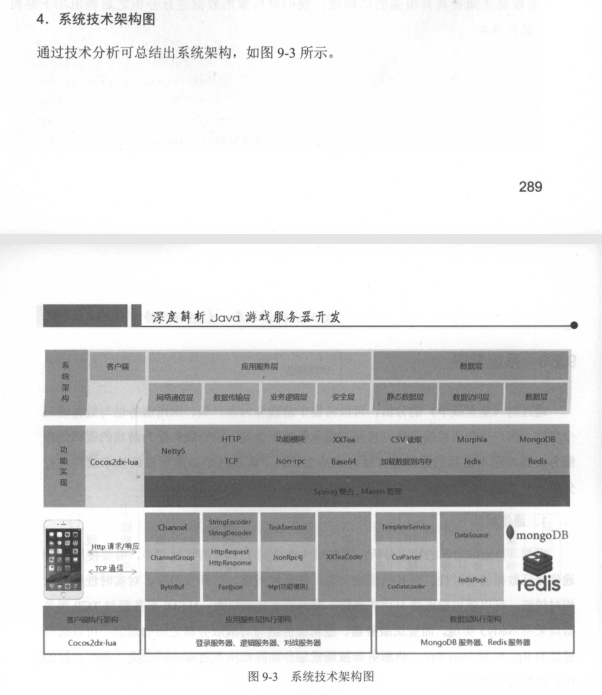 4．系统技术架构图
通过技术分析可总结出系统架构，如图 9-3 所示。
289
深度解析 Java 游戏服务器开发
系统架构
客户端
应用服务层
数据层
网络通信层
数据传输层
业务逻辑层
安全层
静态数据层
数据访问层
数据层
功能实现
Cocos2dx-lua
Netty5
HTTP
功能模块
XXTea
CSV 读取
Morphia
MongoDB
TCP
Json-rpc
Base64
加载数据到内存
Jedis
Redis
Spring 整合，Maven 管理
Http 请求/响应
TCP 通信
Channel
StringEncoder
StringDecoder
TaskExecutor
XXTeaCoder
TempleteService
DataSource
mongoDB
ChannelGroup
HttpRequest
HttpResponse
JsonRpc4j
CsvParser
ByteBuf
Fastjson
Mgr(功能模块)
CsvDataLoader
JedisPool
redis
客户端执行架构
应用服务层执行架构
数据层执行架构
Cocos2dx-lua
登录服务器、逻辑服务器、对战服务器
MongoDB 服务器、Redis 服务器
图 9-3 系统技术架构图